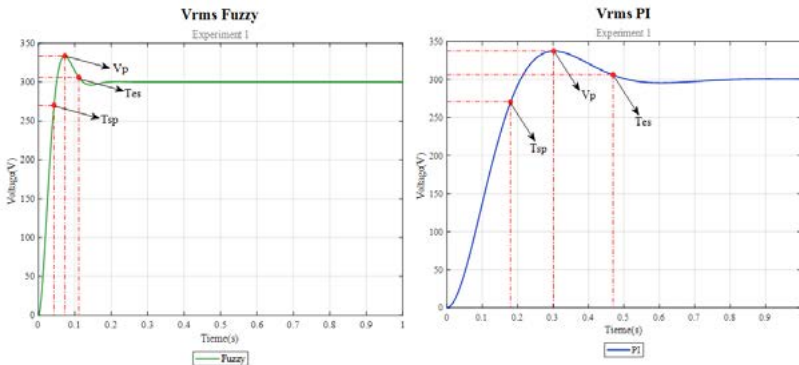 Vrms Fuzzy
Experiment 1
350
300
250
200
150
100
50
0
Voltage(V)
Vp
Tes
Tsp
0 0.1 0.2 0.3 0.4 0.5 0.6 0.7 0.8 0.9 1
Tieme(s)
Fuzzy
Vrms PI
Experiment 1
350
300
250
200
150
100
50
0
Voltage(V)
Vp
Tes
Tsp
0 0.1 0.2 0.3 0.4 0.5 0.6 0.7 0.8 0.9
Tieme(s)
PI